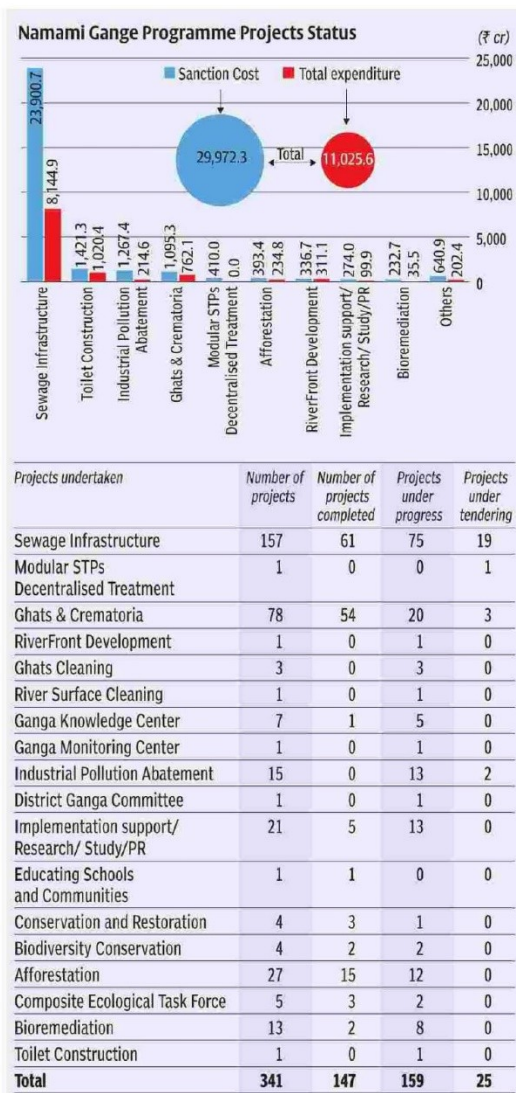 Namami Gange Programme Projects Status
(₹ cr)
Sanction Cost
Total expenditure
25,000
20,000
15,000
10,000
5,000
0
29,972.3
Total
11,025.6
23,900.7
8,144.9
1,421.3
1,020.4
1,267.4
214.6
1,095.3
762.1
410.0
0.0
393.4
234.8
336.7
311.1
274.0
99.9
232.7
35.5
640.9
202.4
Sewage Infrastructure
Toilet Construction
Industrial Pollution
Abatement
Ghats & Crematoria
Modular STPs
Decentralised Treatment
Afforestation
RiverFront Development
Implementation support/
Research/ Study/PR
Bioremediation
Others
Projects undertaken Number of projects Number of projects completed Projects under progress Projects under tendering
Sewage Infrastructure 157 61 75 19
Modular STPs
Decentralised Treatment 1 0 0 1
Ghats & Crematoria 78 54 20 3
RiverFront Development 1 0 1 0
Ghats Cleaning 3 0 3 0
River Surface Cleaning 1 0 1 0
Ganga Knowledge Center 7 1 5 0
Ganga Monitoring Center 1 0 1 0
Industrial Pollution Abatement 15 0 13 2
District Ganga Committee 1 0 1 0
Implementation support/
Research/ Study/PR 21 5 13 0
Educating Schools
and Communities 1 1 0 0
Conservation and Restoration 4 3 1 0
Biodiversity Conservation 4 2 2 0
Afforestation 27 15 12 0
Composite Ecological Task Force 5 3 2 0
Bioremediation 13 2 8 0
Toilet Construction 1 0 1 0
Total 341 147 159 25